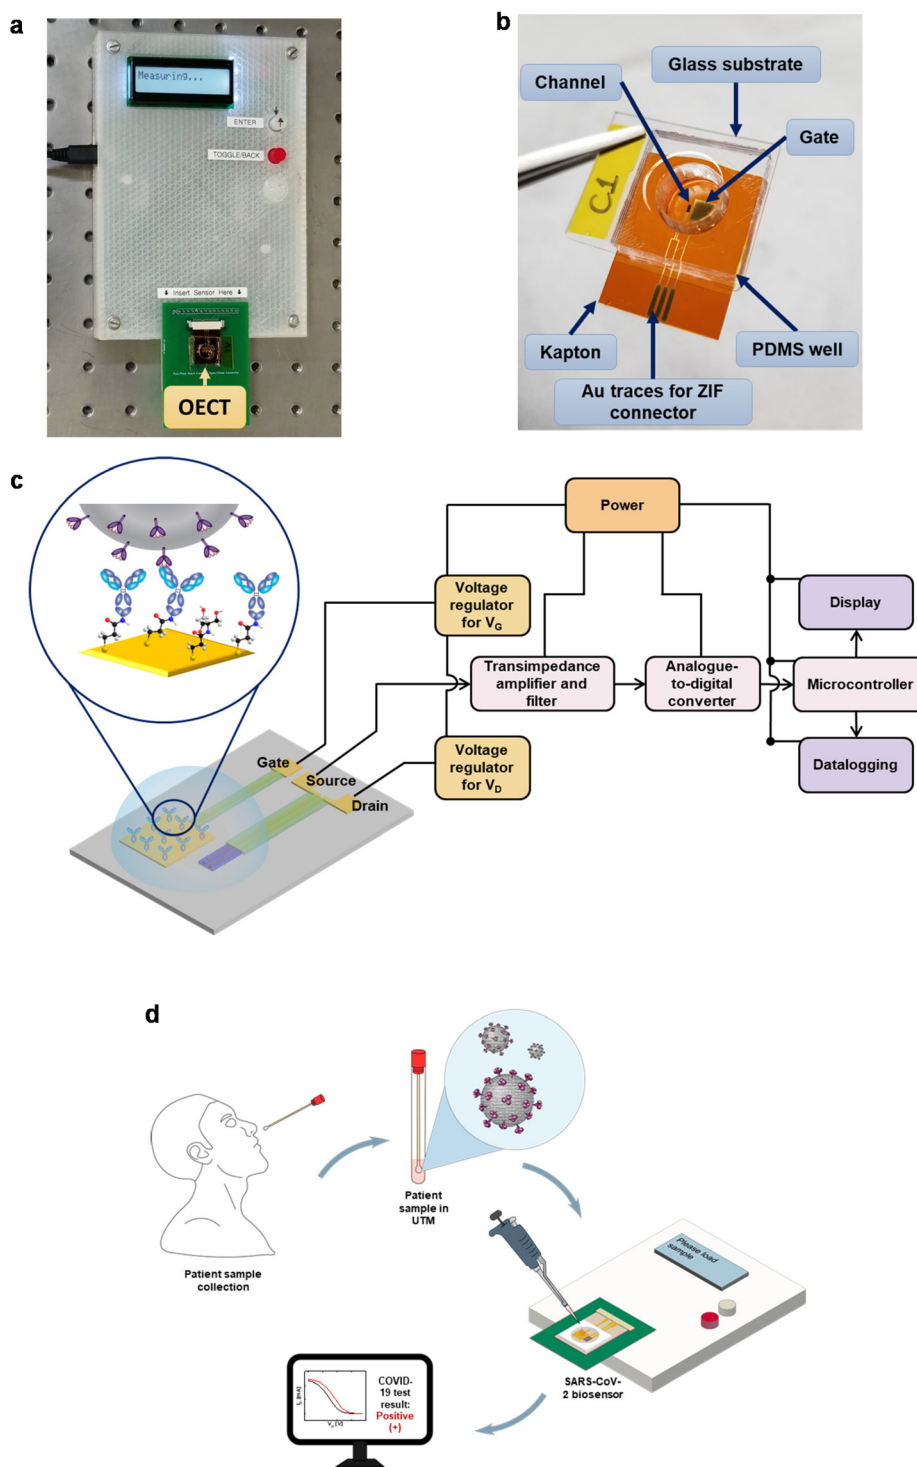 a
Measuring...
ENTER
TOGGLE/BACK
⬇ Insert Sensor Here ⬇
OECT
b
Glass substrate
Channel
Gate
C1
Kapton
PDMS well
Au traces for ZIF
connector
c
Power
Voltage
regulator
for VG
Display
Transimpedance
amplifier and
filter
Analogue-
to-digital
converter
Microcontroller
Gate
Source
Drain
Voltage
regulator
for VD
Datalogging
d
Patient sample
collection
Patient
sample in
UTM
Please load
sample
SARS-CoV-
2 biosensor
COVID-
19 test
result:
Positive
(+)